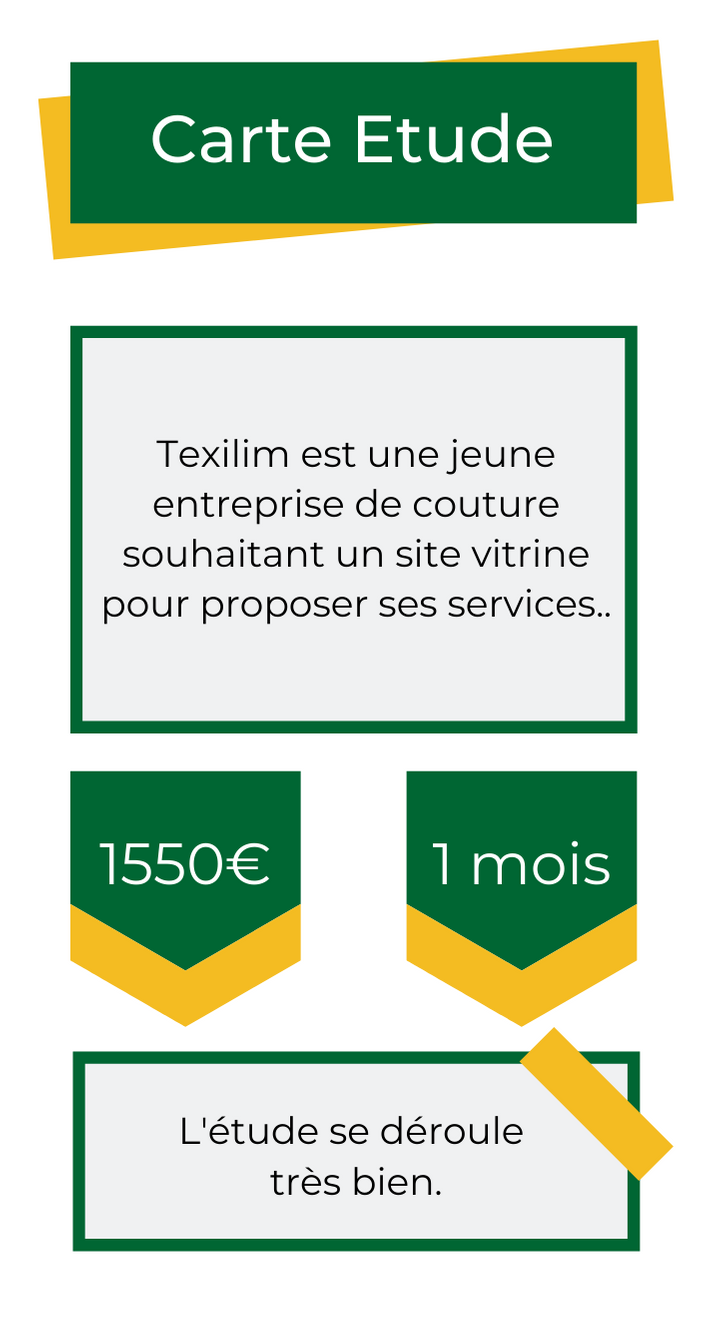 Carte Etude
Texilim est une jeune
entreprise de couture
souhaitant un site vitrine
pour proposer ses services..
1550€
1 mois
L'étude se déroule
très bien.